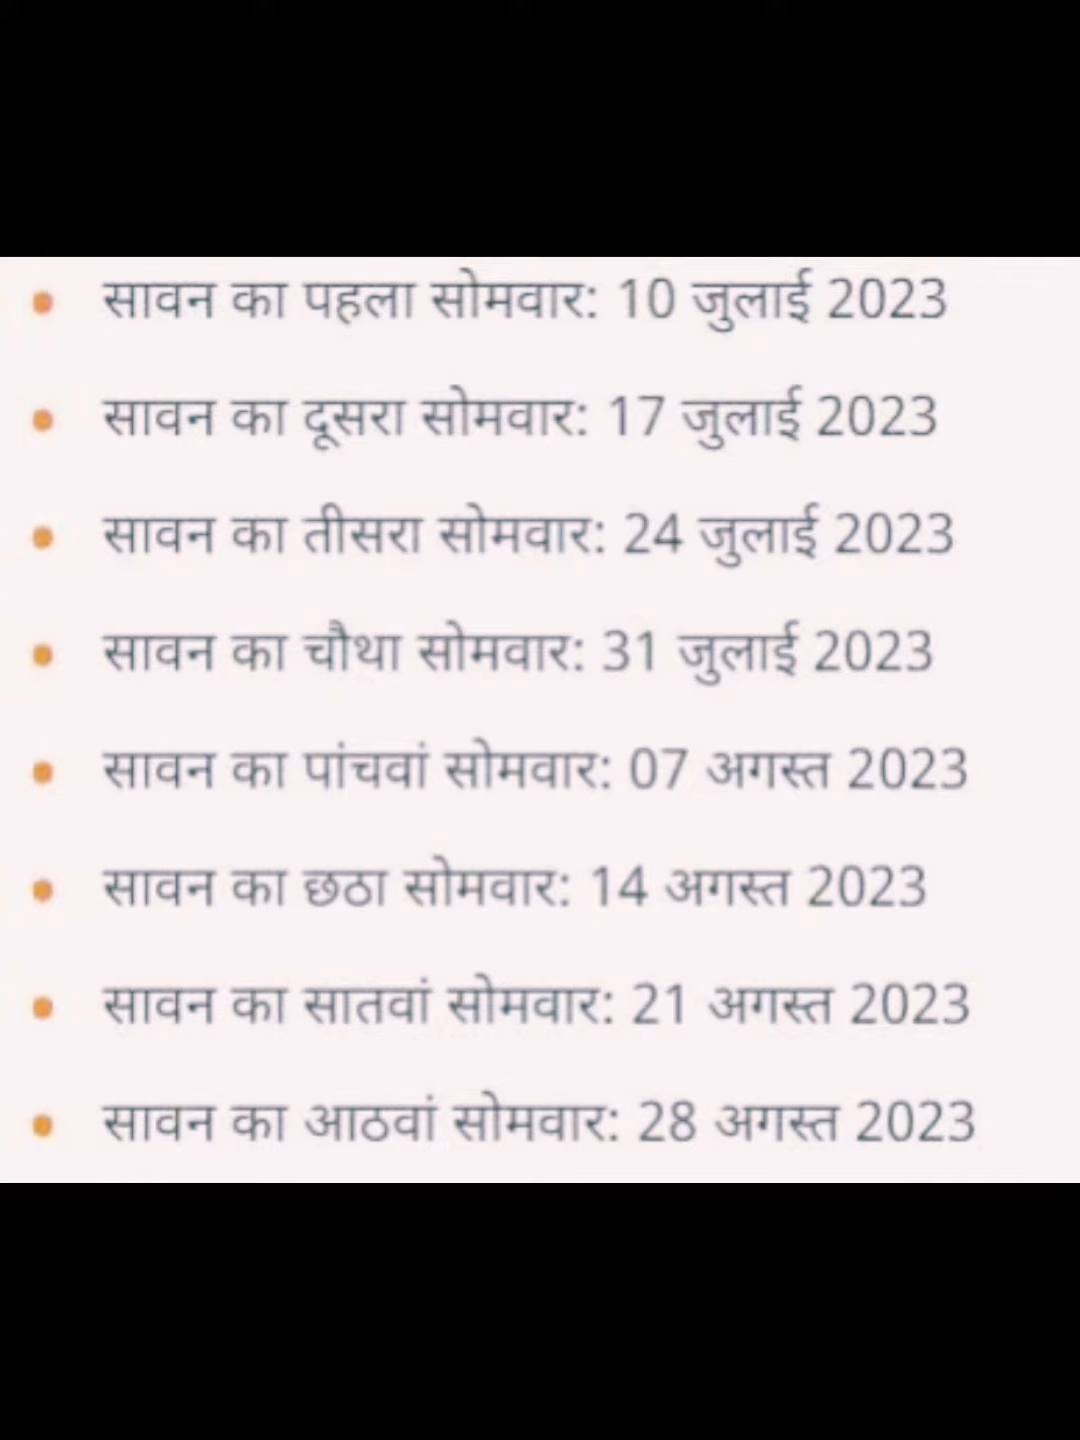 • सावन का पहला सोमवार: 10 जुलाई 2023
• सावन का दूसरा सोमवार: 17 जुलाई 2023
• सावन का तीसरा सोमवार: 24 जुलाई 2023
• सावन का चौथा सोमवार: 31 जुलाई 2023
• सावन का पांचवां सोमवार: 07 अगस्त 2023
• सावन का छठा सोमवार: 14 अगस्त 2023
• सावन का सातवां सोमवार: 21 अगस्त 2023
• सावन का आठवां सोमवार: 28 अगस्त 2023